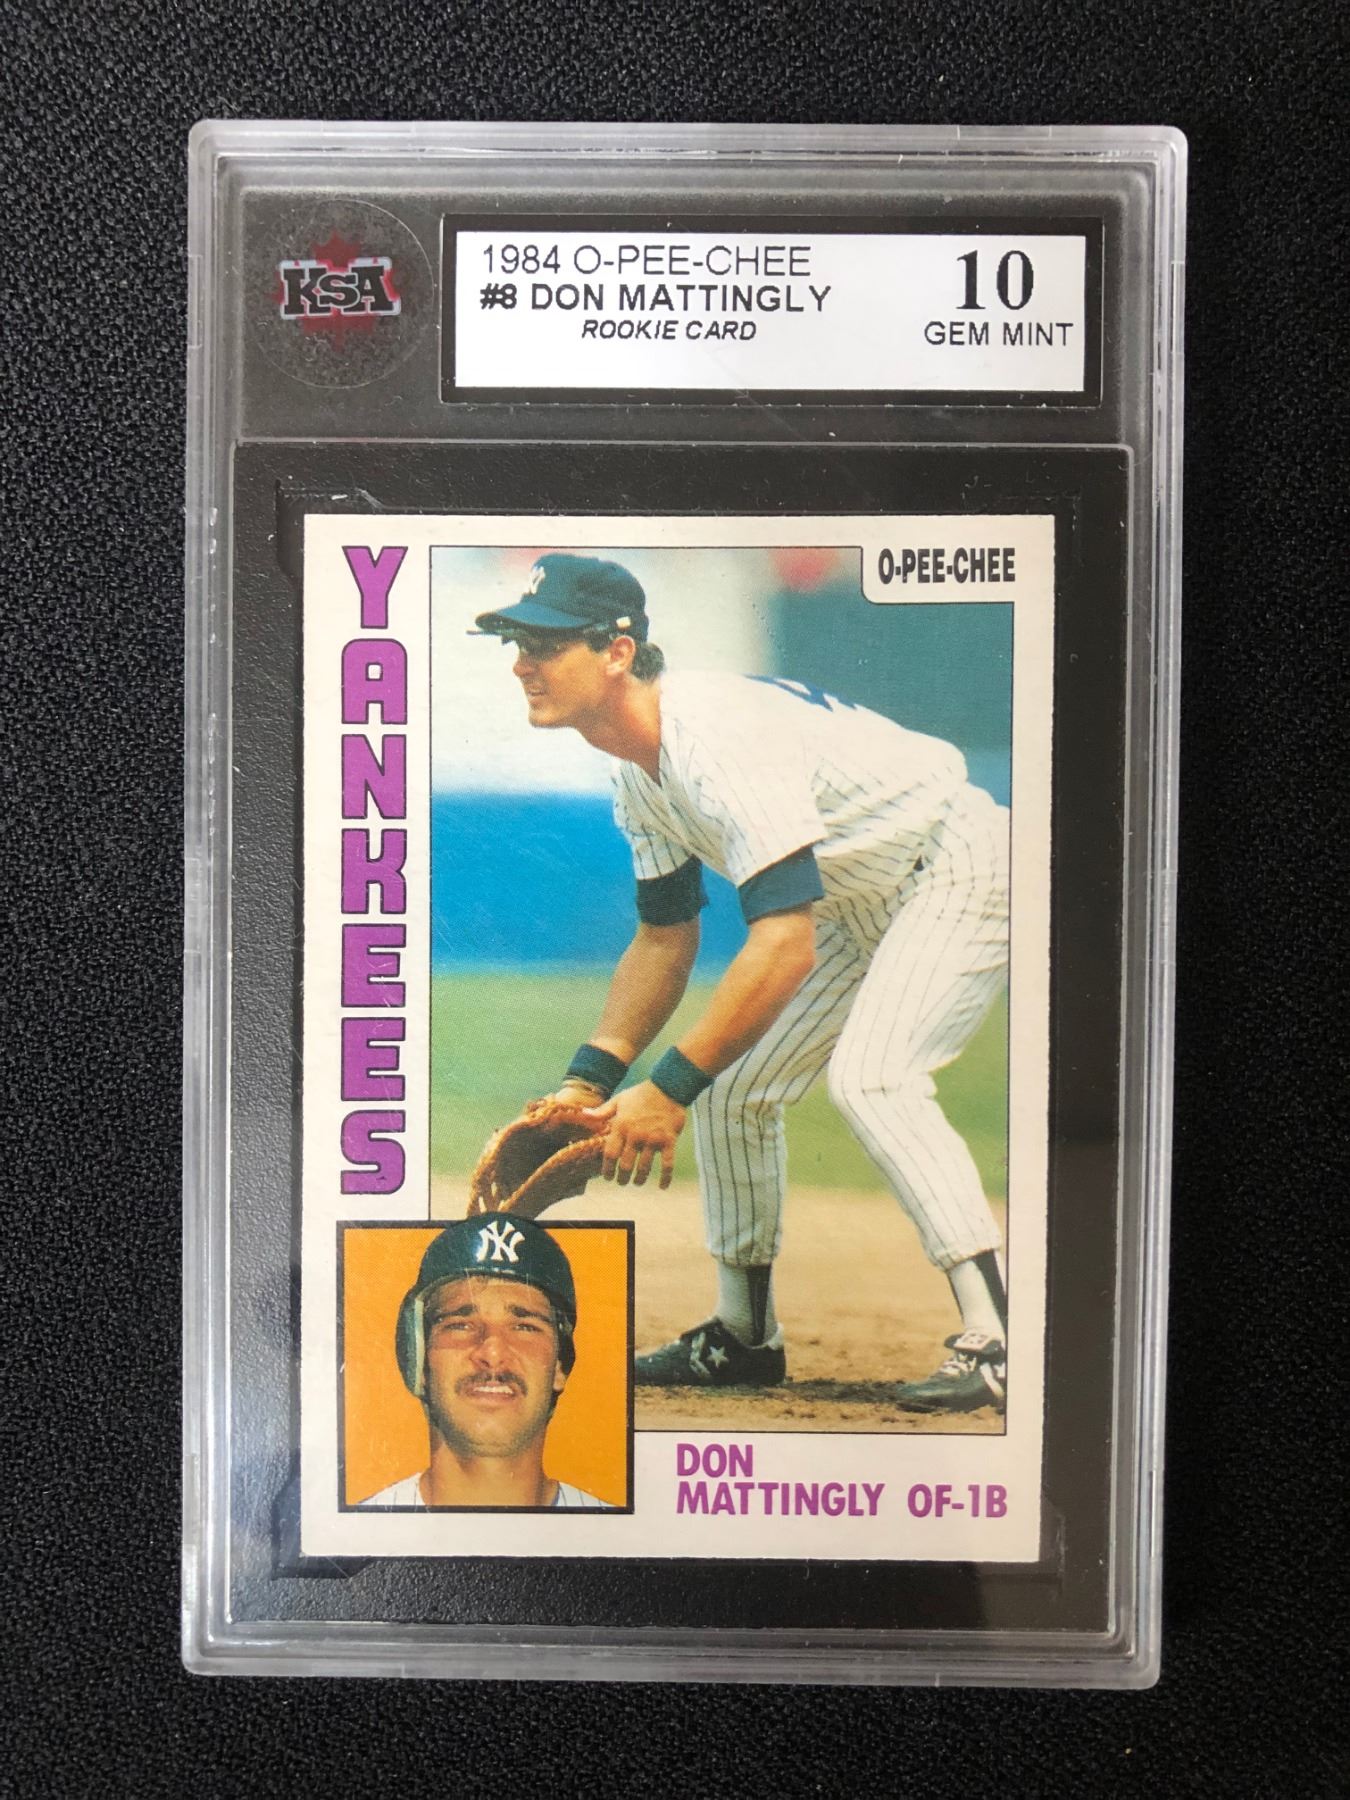 KSA
1984 O-PEE-CHEE
#8 DON MATTINGLY
ROOKIE CARD
10
GEM MINT
O-PEE-CHEE
YANKEES
NY
DON
MATTINGLY OF-1B